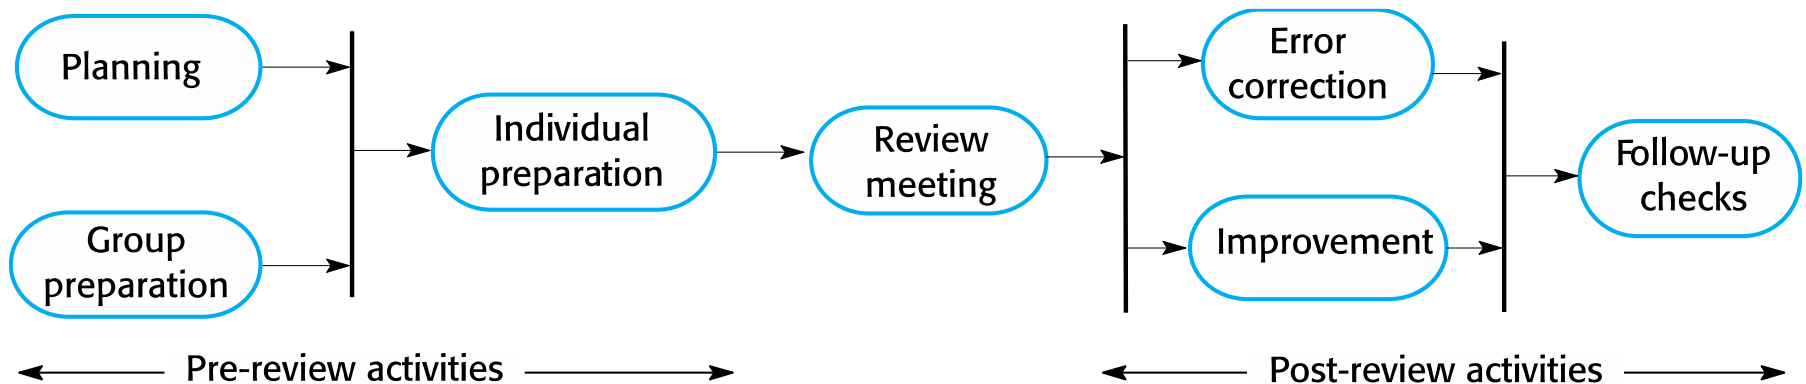 Planning
Group
preparation
Individual
preparation
Review
meeting
Error
correction
Improvement
Follow-up
checks
Pre-review activities
Post-review activities